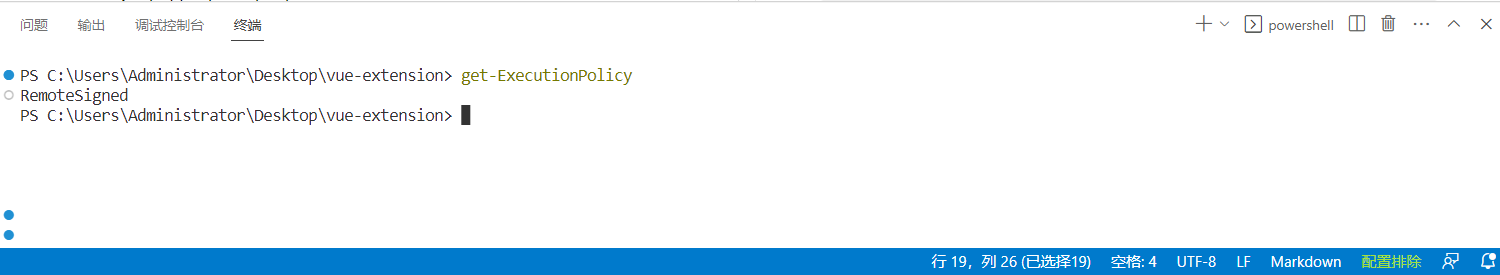 问题 输出 调试控制台 终端 powershell
PS C:\Users\Administrator\Desktop\vue-extension> get-ExecutionPolicy
RemoteSigned
PS C:\Users\Administrator\Desktop\vue-extension>
行 19，列 26 (已选择19) 空格: 4 UTF-8 LF Markdown 配置排除